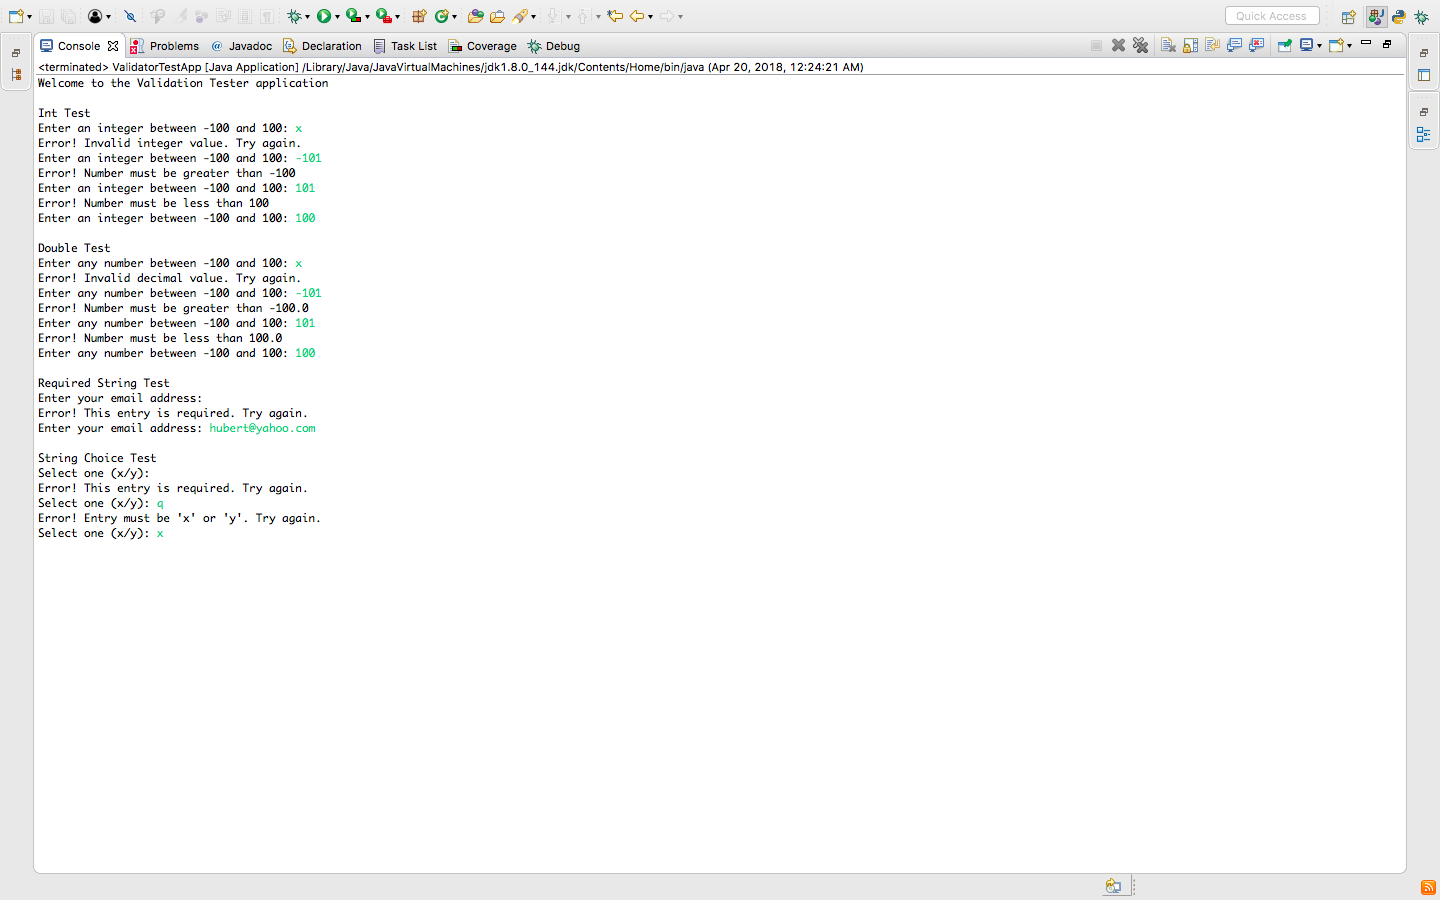 Quick Access
Console Problems @ Javadoc Declaration Task List Coverage Debug
<terminated> ValidatorTestApp [Java Application] /Library/Java/JavaVirtualMachines/jdk1.8.0_144.jdk/Contents/Home/bin/java (Apr 20, 2018, 12:24:21 AM)
Welcome to the Validation Tester application
Int Test
Enter an integer between -100 and 100: x
Error! Invalid integer value. Try again.
Enter an integer between -100 and 100: -101
Error! Number must be greater than -100
Enter an integer between -100 and 100: 101
Error! Number must be less than 100
Enter an integer between -100 and 100: 100
Double Test
Enter any number between -100 and 100: x
Error! Invalid decimal value. Try again.
Enter any number between -100 and 100: -101
Error! Number must be greater than -100.0
Enter any number between -100 and 100: 101
Error! Number must be less than 100.0
Enter any number between -100 and 100: 100
Required String Test
Enter your email address:
Error! This entry is required. Try again.
Enter your email address: hubert@yahoo.com
String Choice Test
Select one (x/y):
Error! This entry is required. Try again.
Select one (x/y): q
Error! Entry must be 'x' or 'y'. Try again.
Select one (x/y): x